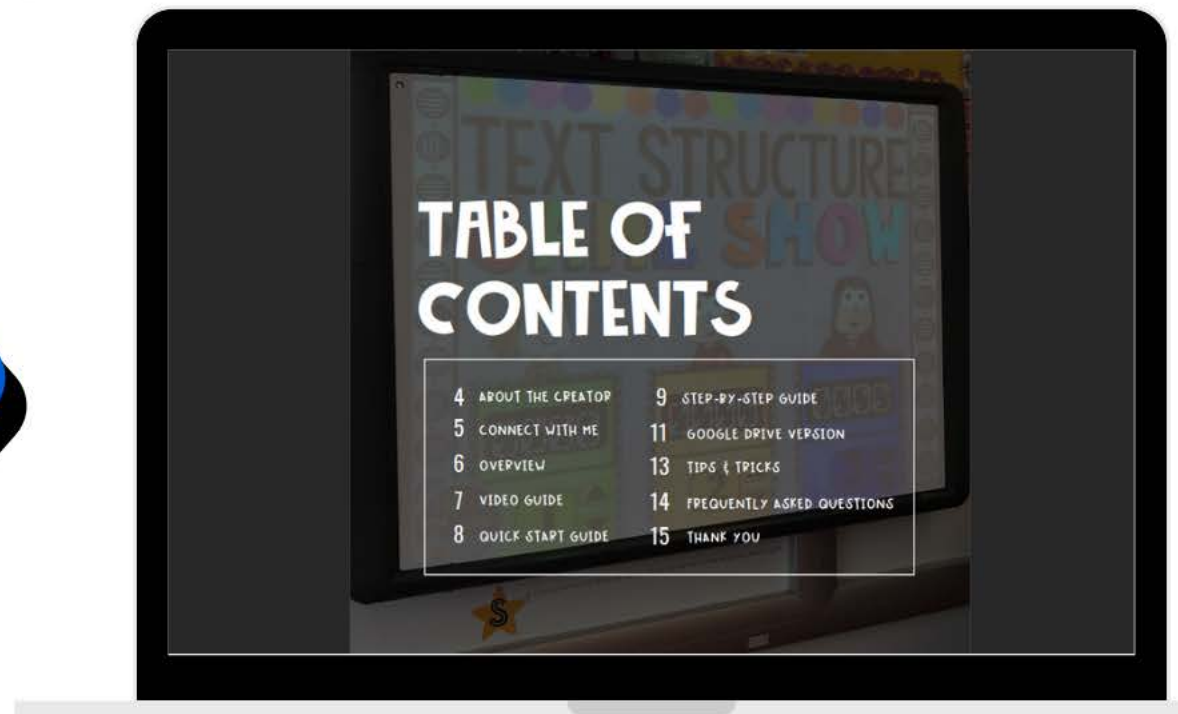 TEXT STRUCTURE
GAME SHOW
TABLE OF
CONTENTS
4 ABOUT THE CREATOR
5 CONNECT WITH ME
6 OVERVIEW
7 VIDEO GUIDE
8 QUICK START GUIDE
9 STEP-BY-STEP GUIDE
11 GOOGLE DRIVE VERSION
13 TIPS & TRICKS
14 FREQUENTLY ASKED QUESTIONS
15 THANK YOU
S